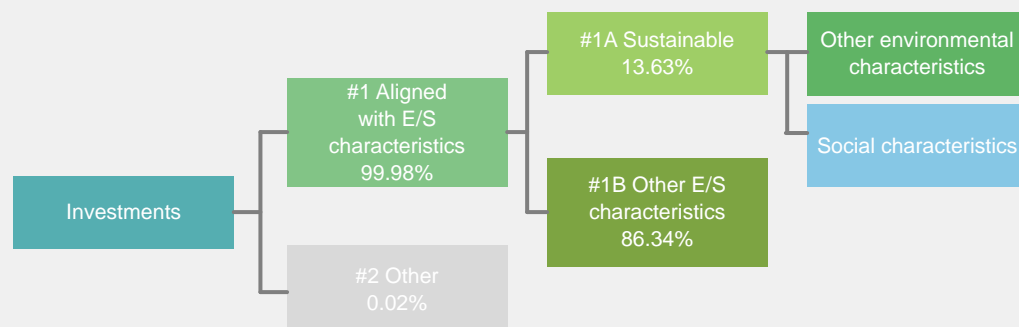 Investments
#1 Aligned
with E/S
characteristics
99.98%
#2 Other
0.02%
#1A Sustainable
13.63%
#1B Other E/S
characteristics
86.34%
Other environmental
characteristics
Social characteristics